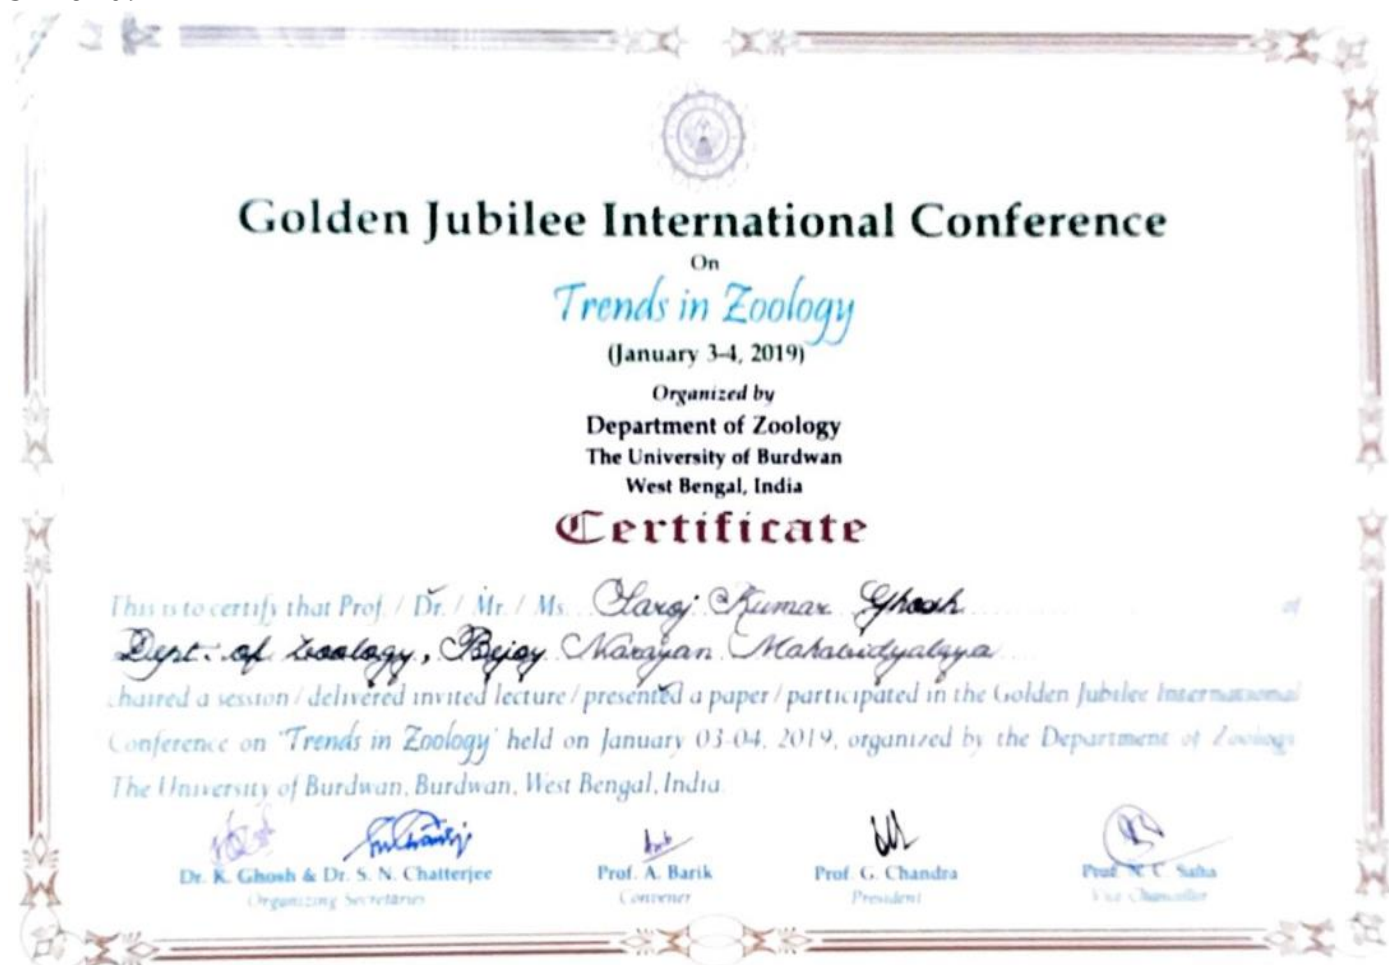 Golden Jubilee International Conference
On
Trends in Zoology
(January 3-4, 2019)
Organized by
Department of Zoology
The University of Burdwan
West Bengal, India
Certificate
This is to certify that Prof. / Dr. / Mr. / Ms. Saroj Kumar Ghosh of
Dept. of Zoology, Bejoy Narayan Mahavidyalaya
chaired a session / delivered invited lecture / presented a paper / participated in the Golden Jubilee International
Conference on 'Trends in Zoology' held on January 03-04, 2019, organized by the Department of Zoology
The University of Burdwan, Burdwan, West Bengal, India.
Dr. K. Ghosh & Dr. S. N. Chatterjee
Organizing Secretaries
Prof. A. Barik
Convener
Prof. G. Chandra
President
Prof. N. C. Saha
Vice Chancellor